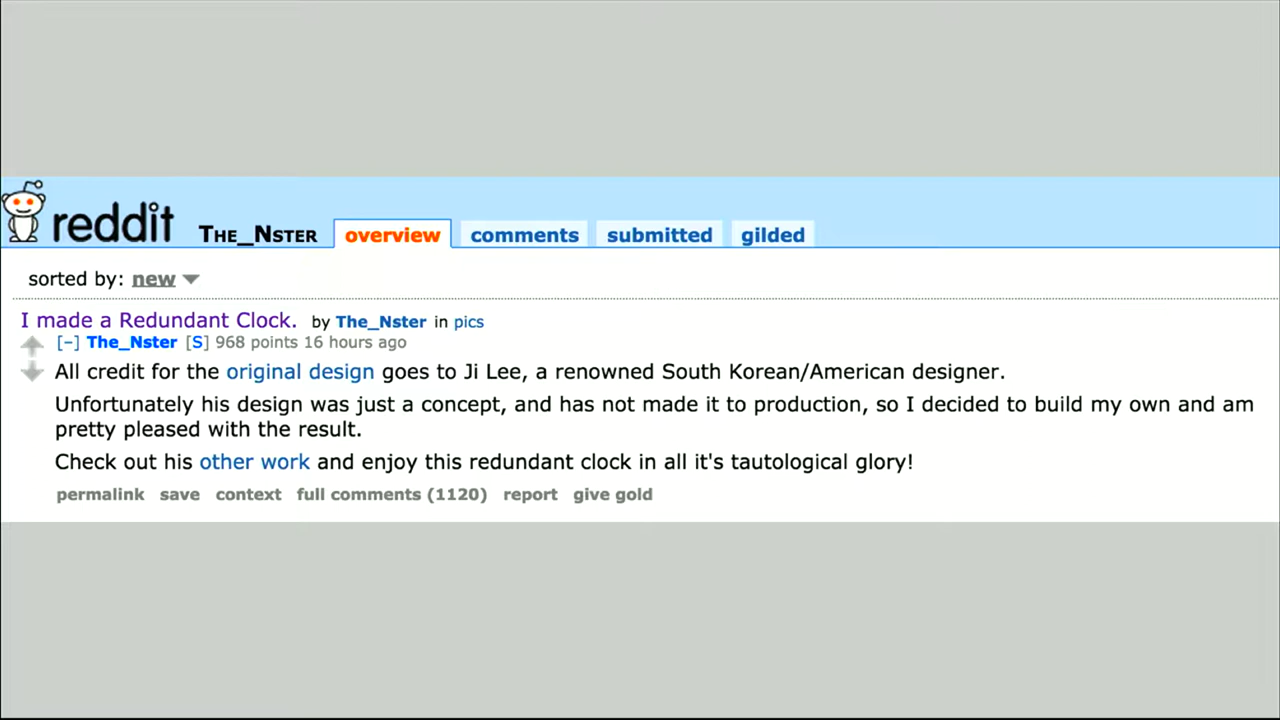 reddit THE_NSTER overview comments submitted gilded
sorted by: new
I made a Redundant Clock. by The_Nster in pics
[–] The_Nster [S] 968 points 16 hours ago
All credit for the original design goes to Ji Lee, a renowned South Korean/American designer.
Unfortunately his design was just a concept, and has not made it to production, so I decided to build my own and am
pretty pleased with the result.
Check out his other work and enjoy this redundant clock in all it's tautological glory!
permalink save context full comments (1120) report give gold